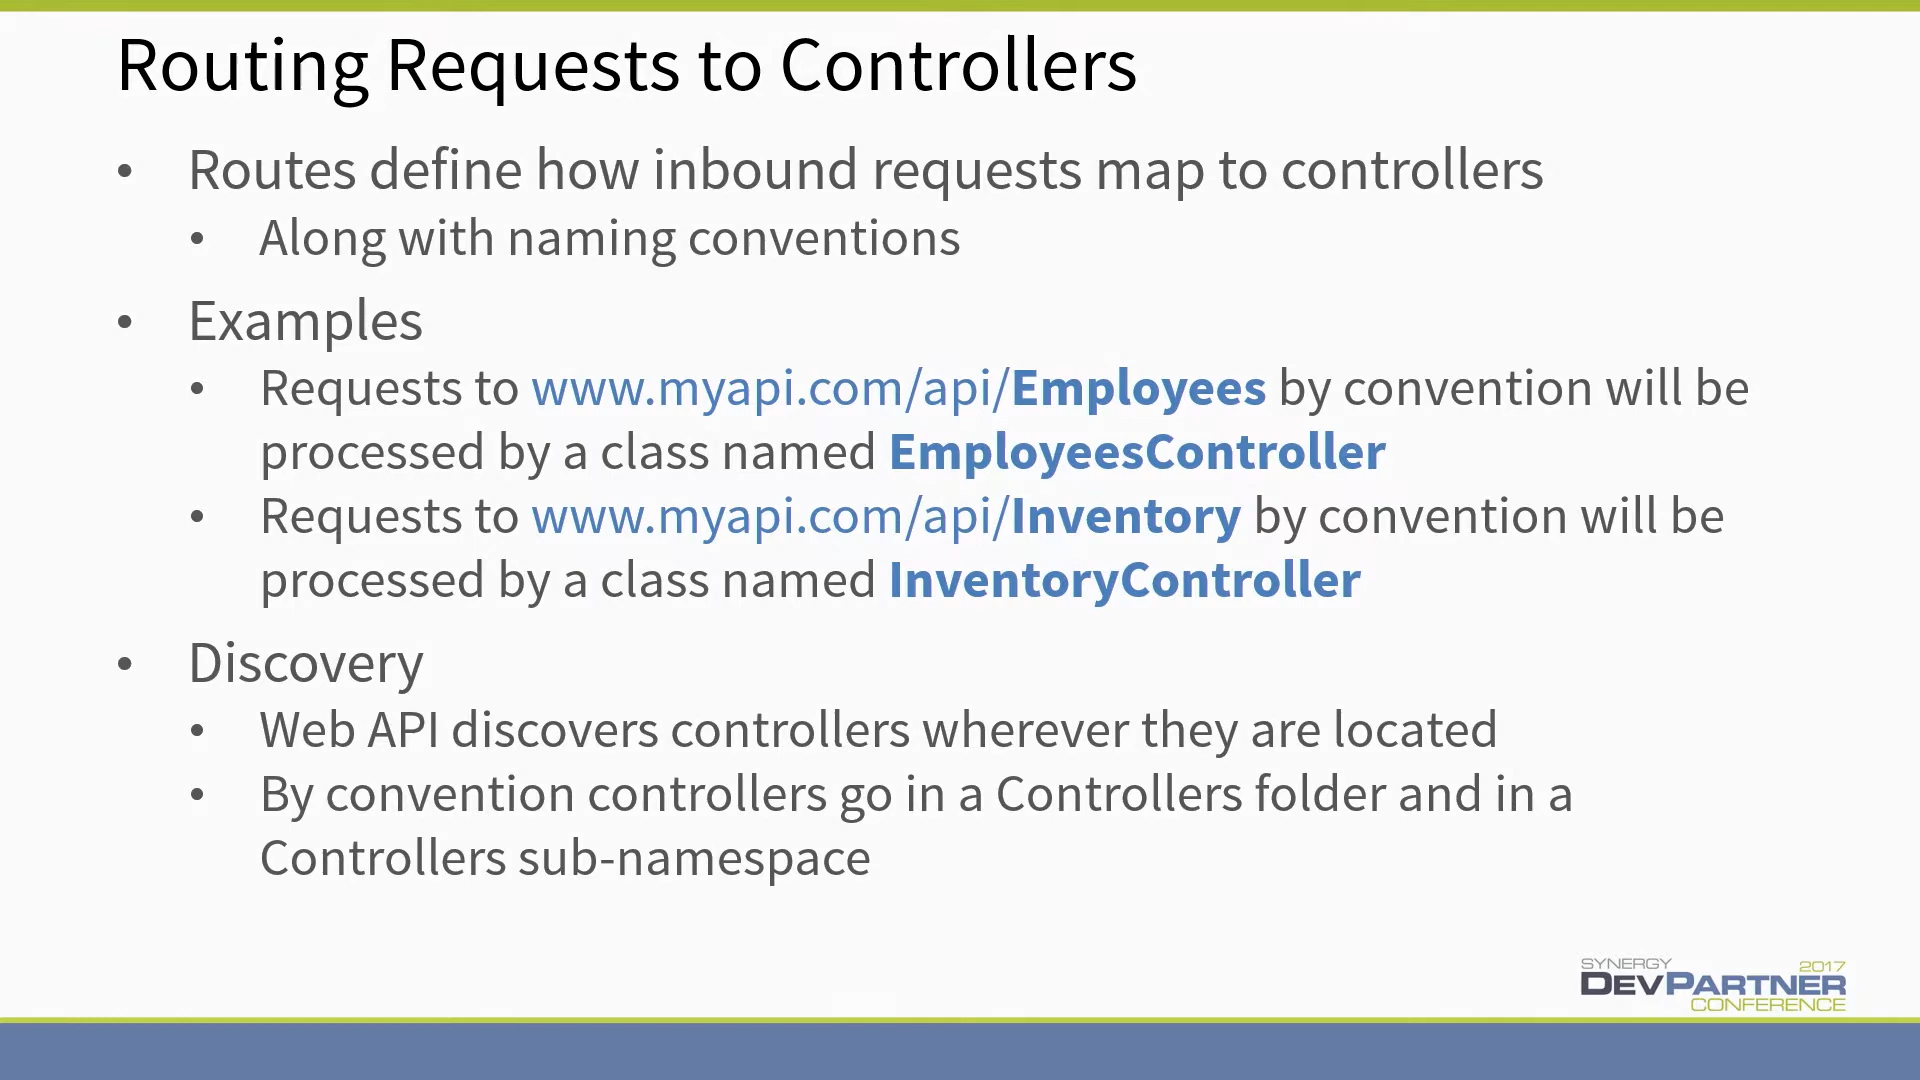 Routing Requests to Controllers
• Routes define how inbound requests map to controllers
• Along with naming conventions
• Examples
• Requests to www.myapi.com/api/Employees by convention will be
processed by a class named EmployeesController
• Requests to www.myapi.com/api/Inventory by convention will be
processed by a class named InventoryController
• Discovery
• Web API discovers controllers wherever they are located
• By convention controllers go in a Controllers folder and in a
Controllers sub-namespace
SYNERGY 2017
DEVPARTNER
CONFERENCE